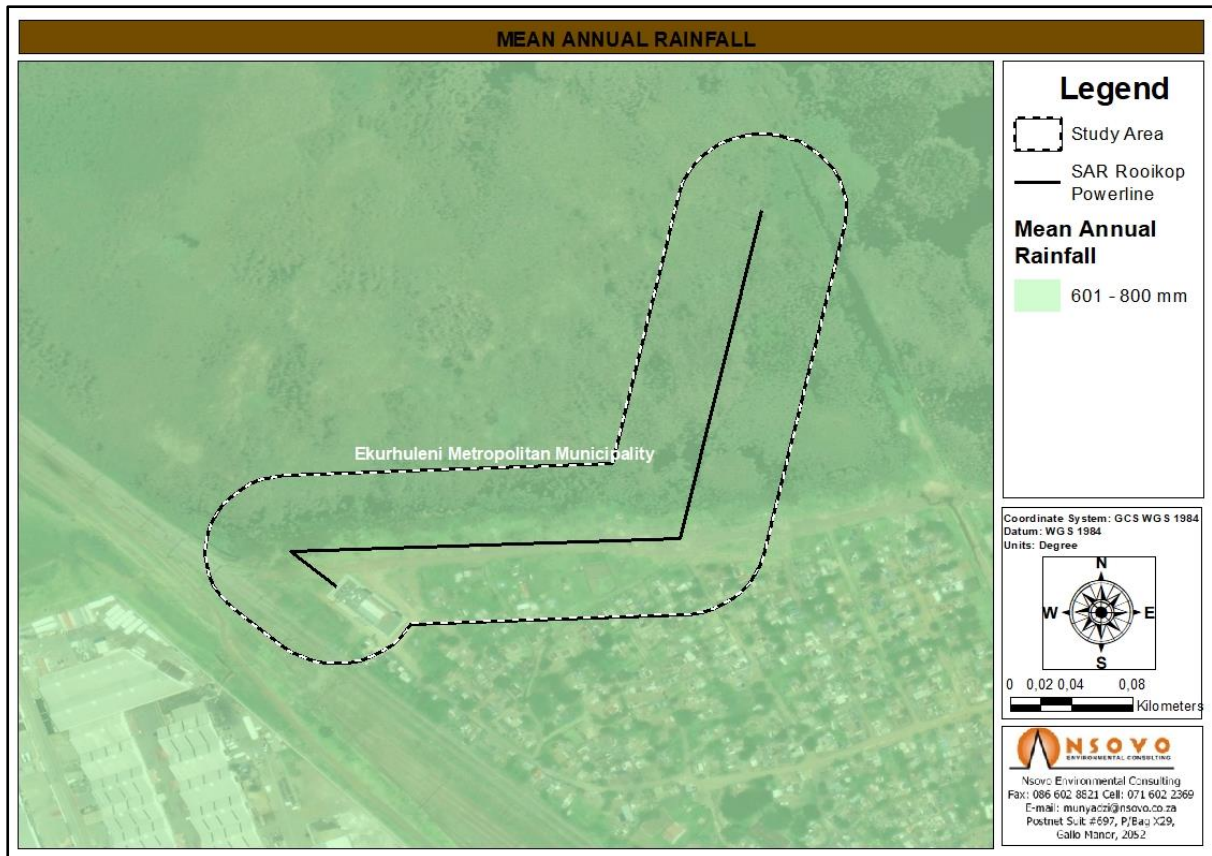 MEAN ANNUAL RAINFALL
Ekurhuleni Metropolitan Municipality
Legend
Study Area
SAR Rooikop
Powerline
Mean Annual
Rainfall
601 - 800 mm
Coordinate System: GCS WGS 1984
Datum: WGS 1984
Units: Degree
N
W E
S
0 0,02 0,04 0,08
Kilometers
NSOVO
ENVIRONMENTAL CONSULTING
Nsovo Environmental Consulting
Fax: 086 602 8821 Cell: 071 602 2369
E-mail: munyadzi@nsovo.co.za
Postnet Suit #697, P/Bag X29,
Gallo Manor, 2052